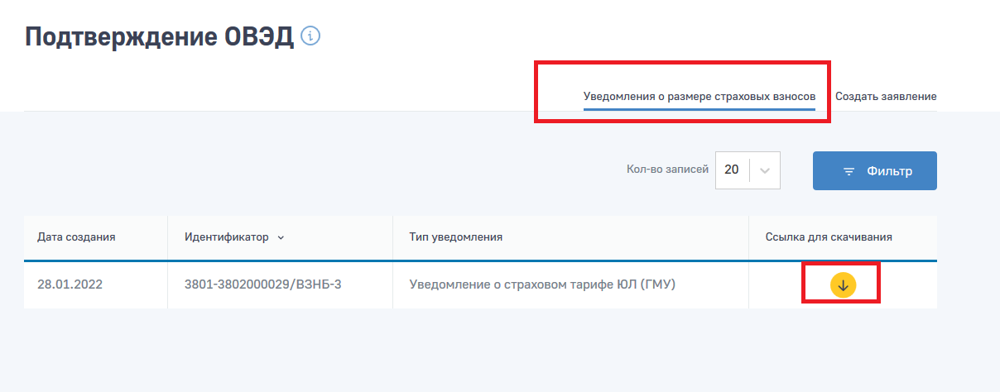 Подтверждение ОВЭД
Уведомления о размере страховых взносов Создать заявление
Кол-во записей 20 Фильтр
Дата создания Идентификатор Тип уведомления Ссылка для скачивания
28.01.2022 3801-3802000029/ВЗНБ-3 Уведомление о страховом тарифе ЮЛ (ГМУ)